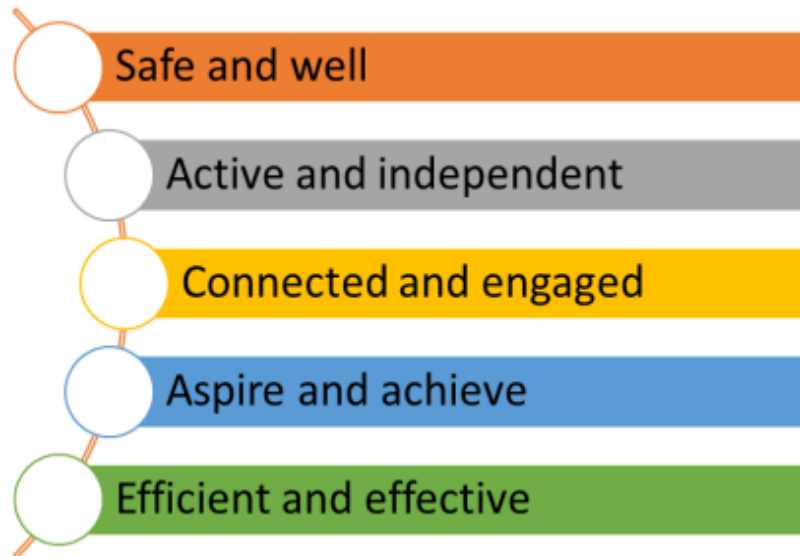 Safe and well
Active and independent
Connected and engaged
Aspire and achieve
Efficient and effective